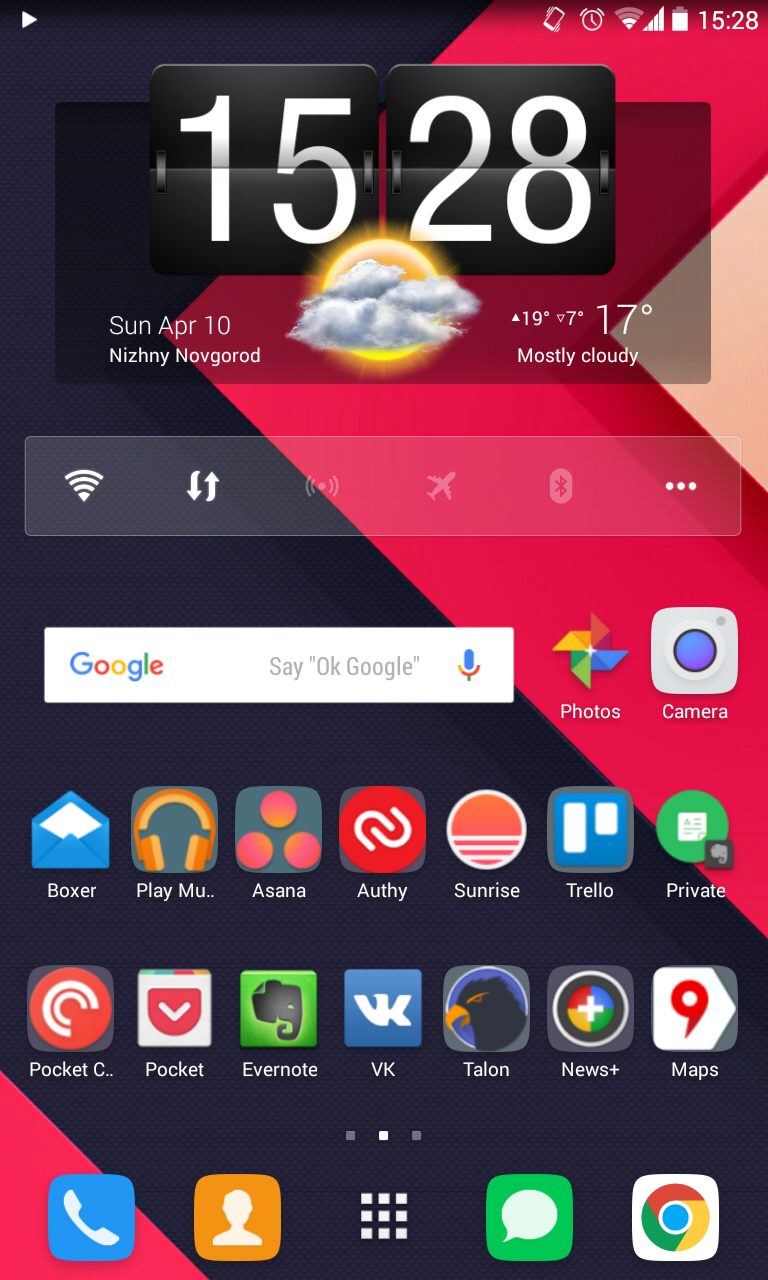 15:28
15 28
Sun Apr 10
▲19° ▽7° 17°
Nizhny Novgorod
Mostly cloudy
Google Say "Ok Google"
Photos Camera
Boxer Play Mu.. Asana Authy Sunrise Trello Private
Pocket C.. Pocket Evernote VK Talon News+ Maps